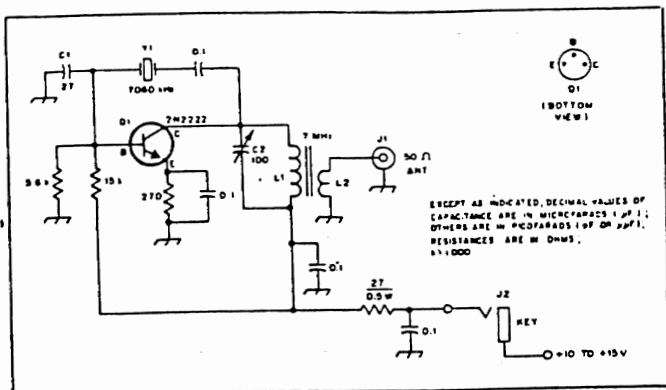 C1
27
Y1
7060 kHz
0.1
Q1
2N2222
B
C
E
5.6 k
15 k
270
0.1
C2
100
7 MHz
L1
L2
J1
50 Ω
ANT
B
E
C
Q1
(BOTTOM
VIEW)
EXCEPT AS INDICATED, DECIMAL VALUES OF
CAPACITANCE ARE IN MICROFARADS (µF);
OTHERS ARE IN PICOFARADS (pF OR µµF);
RESISTANCES ARE IN OHMS;
k=1000
0.1
27
0.5W
0.1
J2
KEY
+10 TO +15V